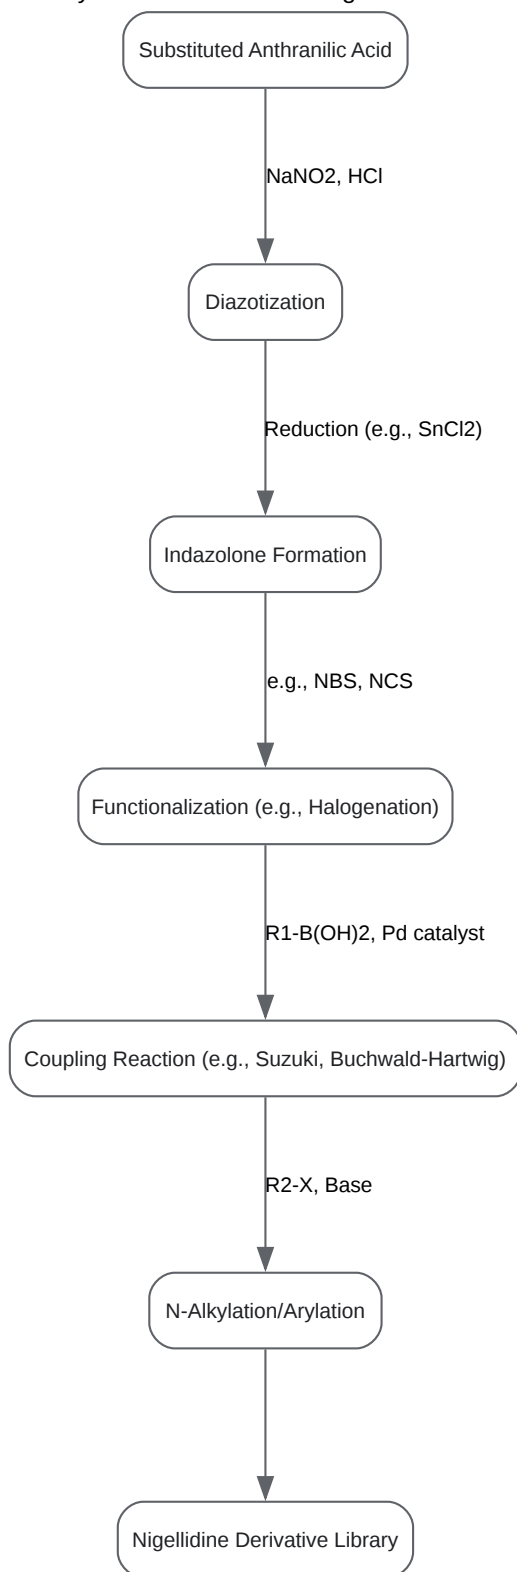 Substituted Anthranilic Acid
NaNO2, HCl
Diazotization
Reduction (e.g., SnCl2)
Indazolone Formation
e.g., NBS, NCS
Functionalization (e.g., Halogenation)
R1-B(OH)2, Pd catalyst
Coupling Reaction (e.g., Suzuki, Buchwald-Hartwig)
R2-X, Base
N-Alkylation/Arylation
Nigellidine Derivative Library